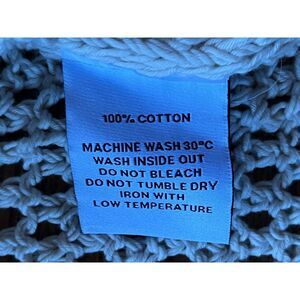 100% COTTON
MACHINE WASH 30°C
WASH INSIDE OUT
DO NOT BLEACH
DO NOT TUMBLE DRY
IRON WITH
LOW TEMPERATURE